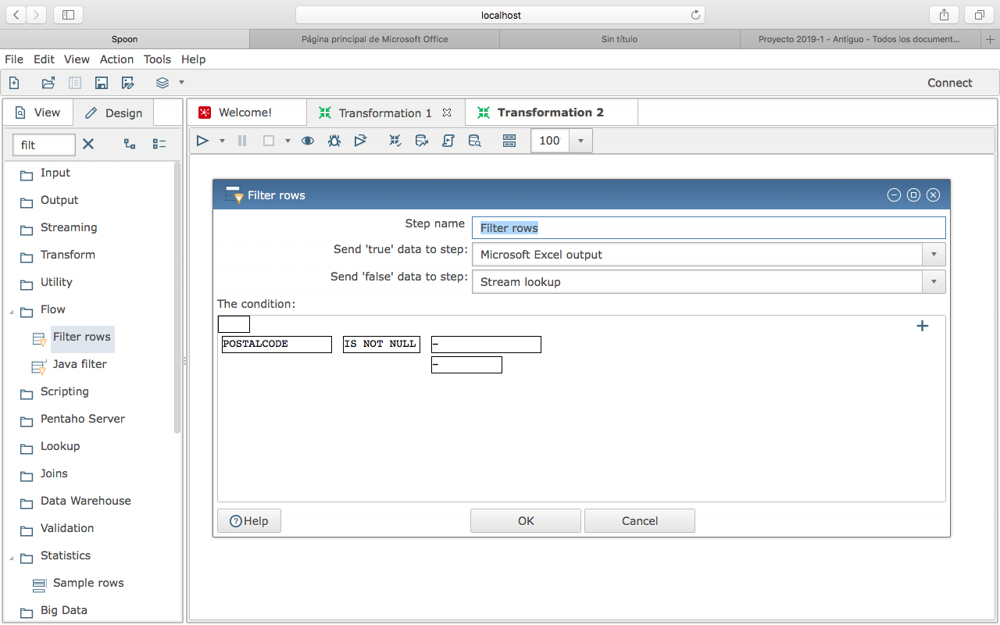 localhost
Spoon
Página principal de Microsoft Office
Sin título
Proyecto 2019-1 - Antiguo - Todos los document...
File Edit View Action Tools Help
Connect
View
Design
Welcome!
Transformation 1
Transformation 2
filt
100
Input
Output
Streaming
Transform
Utility
Flow
Filter rows
Java filter
Scripting
Pentaho Server
Lookup
Joins
Data Warehouse
Validation
Statistics
Sample rows
Big Data
Filter rows
Step name Filter rows
Send 'true' data to step: Microsoft Excel output
Send 'false' data to step: Stream lookup
The condition:
+
POSTALCODE IS NOT NULL -
-
Help
OK
Cancel